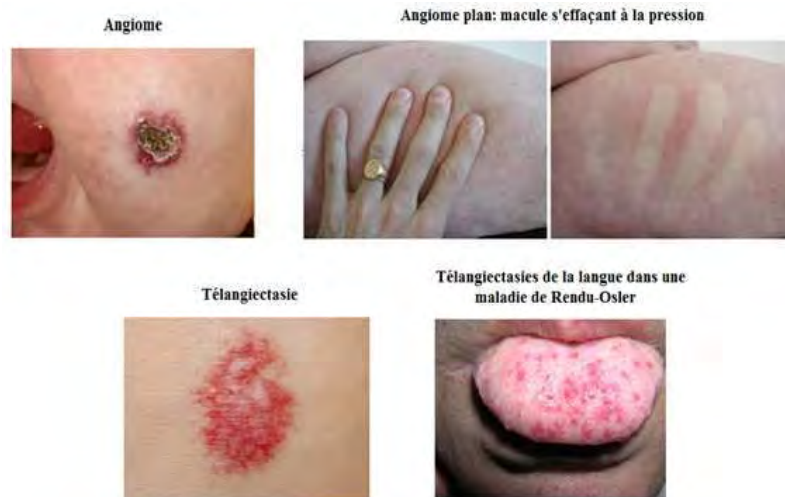 Angiome
Angiome plan: macule s'effaçant à la pression
Télangiectasie
Télangiectasies de la langue dans une
maladie de Rendu-Osler